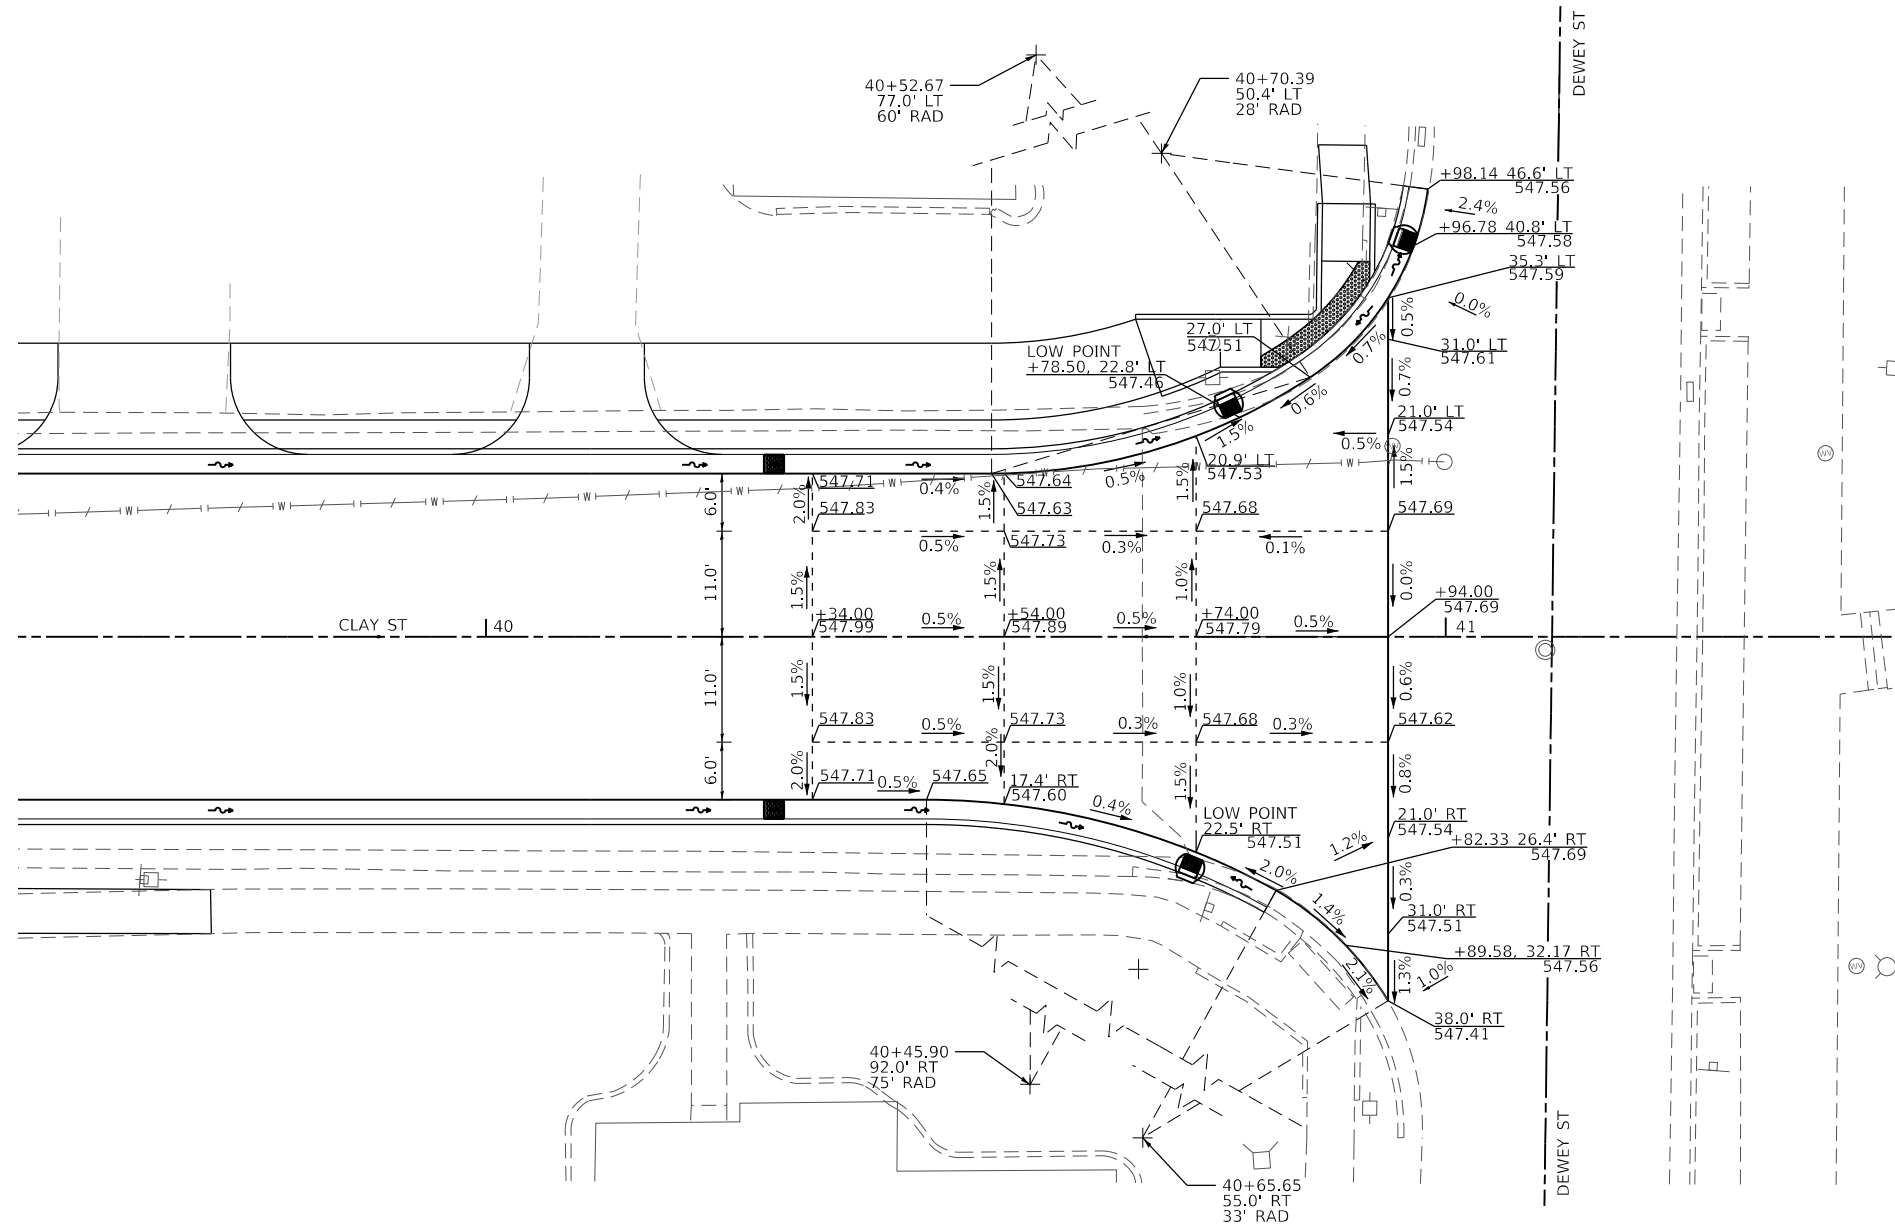 DEWEY ST
40+52.67
77.0' LT
60' RAD
40+70.39
50.4' LT
28' RAD
+98.14 46.6' LT
547.56
2.4%
+96.78 40.8' LT
547.58
35.3' LT
547.59
0.0%
0.5%
27.0' LT
547.51
0.7%
31.0' LT
547.61
LOW POINT
+78.50, 22.8' LT
547.46
0.7%
0.6%
21.0' LT
547.54
1.5%
0.5%
WV
WV
20.9' LT
547.53
1.5%
W
W
W
W
W
W
W
6.0'
2.0%
547.71
0.4%
1.5%
547.64
0.5%
1.5%
547.83
547.63
547.68
547.69
0.5%
547.73
0.3%
0.1%
11.0'
1.5%
1.5%
1.0%
0.0%
+94.00
547.69
CLAY ST
40
+34.00
547.99
0.5%
+54.00
547.89
0.5%
+74.00
547.79
0.5%
41
11.0'
1.5%
1.5%
1.0%
0.6%
547.83
0.5%
547.73
0.3%
547.68
0.3%
547.62
6.0'
2.0%
547.71
0.5%
547.65
2.0%
17.4' RT
547.60
0.4%
1.5%
0.8%
LOW POINT
22.5' RT
547.51
21.0' RT
547.54
1.2%
+82.33 26.4' RT
547.69
2.0%
0.3%
1.4%
31.0' RT
547.51
+89.58, 32.17 RT
547.56
2.1%
1.3%
1.0%
WV
38.0' RT
547.41
40+45.90
92.0' RT
75' RAD
40+65.65
55.0' RT
33' RAD
DEWEY ST